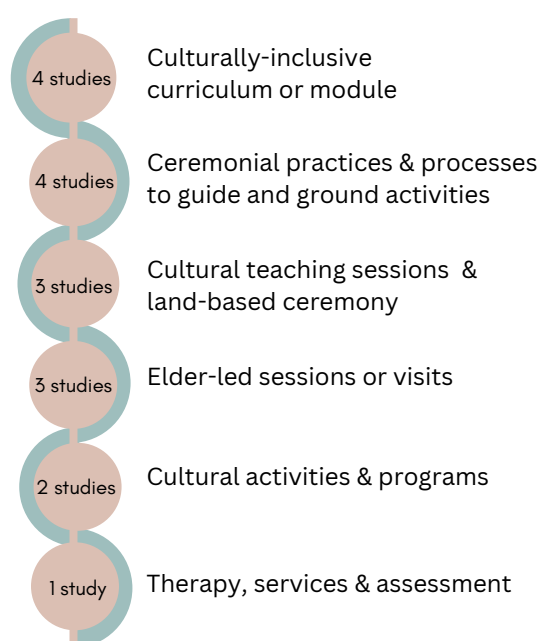 4 studies
Culturally-inclusive
curriculum or module
4 studies
Ceremonial practices & processes
to guide and ground activities
3 studies
Cultural teaching sessions &
land-based ceremony
3 studies
Elder-led sessions or visits
2 studies
Cultural activities & programs
1 study
Therapy, services & assessment